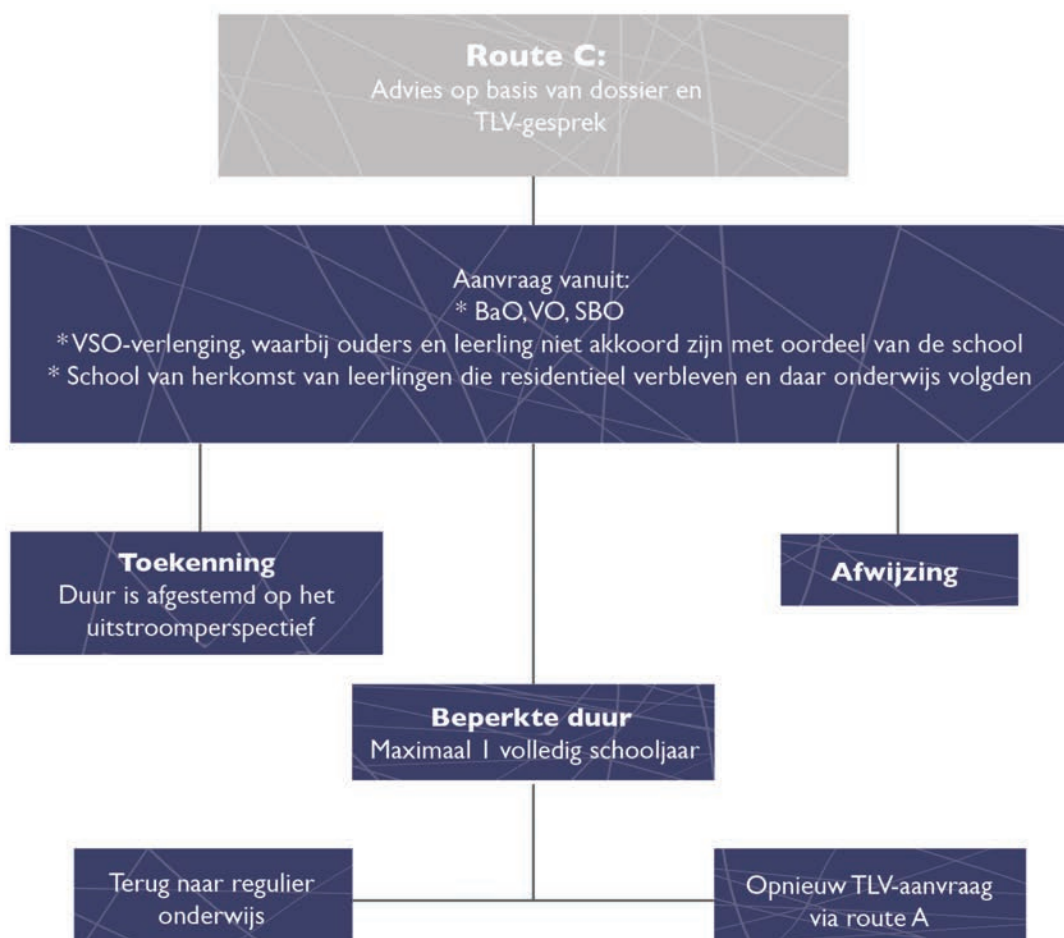 Route C:
Advies op basis van dossier en
TLV-gesprek
Aanvraag vanuit:
* BaO, VO, SBO
* VSO-verlenging, waarbij ouders en leerling niet akkoord zijn met oordeel van de school
* School van herkomst van leerlingen die residentieel verbleven en daar onderwijs volgden
Toekenning
Duur is afgestemd op het
uitstroomperspectief
Afwijzing
Beperkte duur
Maximaal 1 volledig schooljaar
Terug naar regulier
onderwijs
Opnieuw TLV-aanvraag
via route A